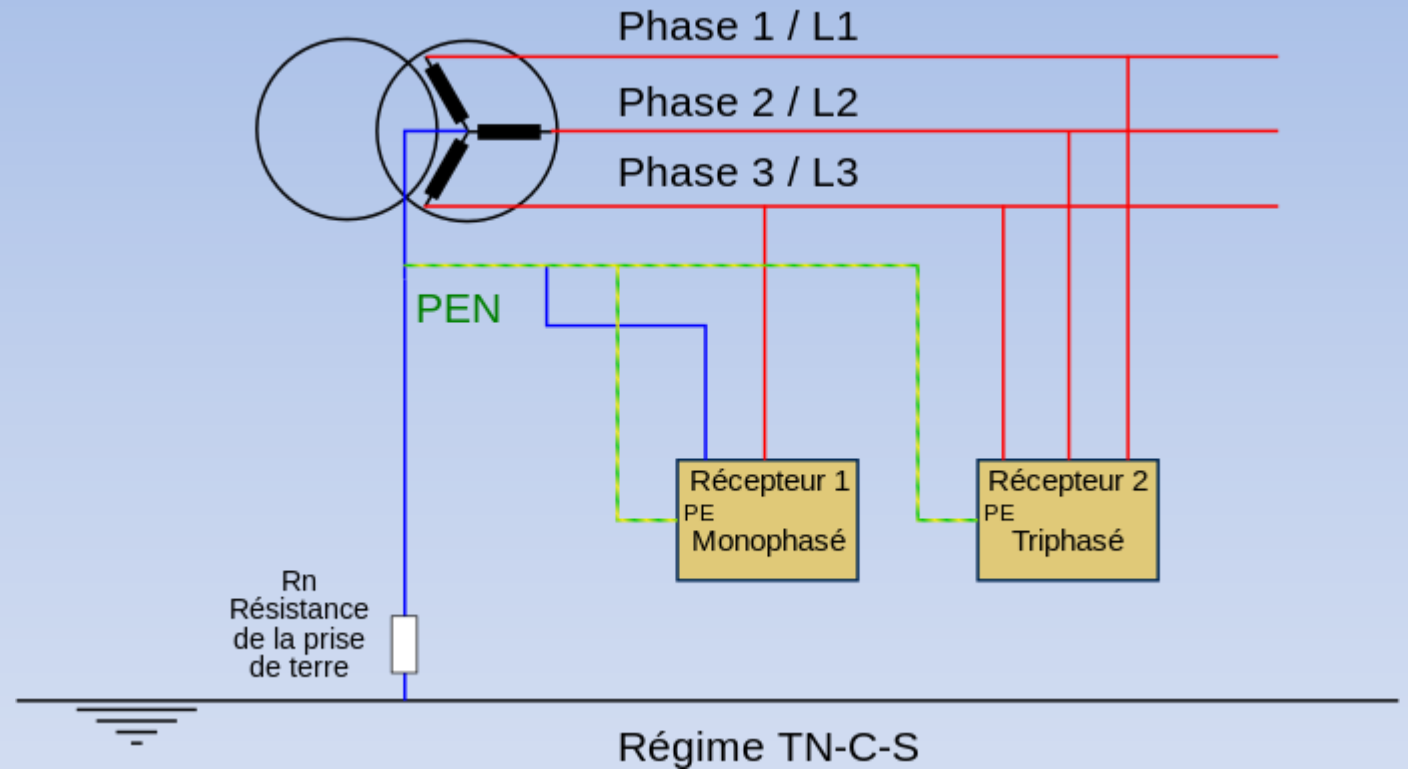 Phase 1 / L1
Phase 2 / L2
Phase 3 / L3
PEN
Récepteur 1
PE
Monophasé
Récepteur 2
PE
Triphasé
Rn
Résistance
de la prise
de terre
Régime TN-C-S